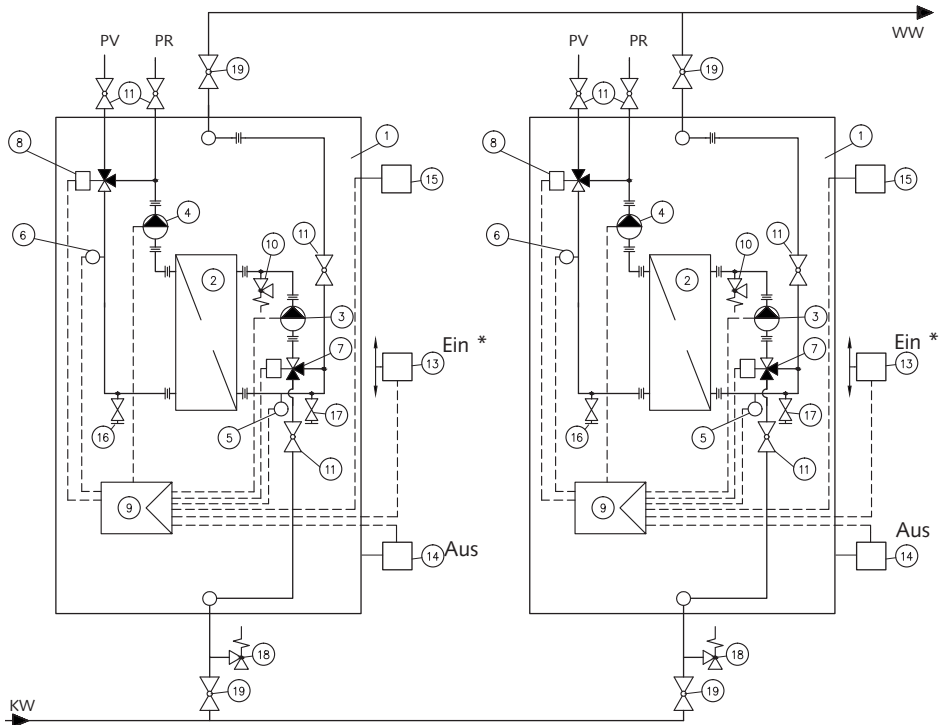 PV PR 19 WW PV PR 19
11 11
8 1 8 1
15 15
4 4
6 11 6 11
10 10
2 2
3 3
7 Ein * 7 Ein *
13 13
16 5 17 16 5 17
11 11
9 9
Aus Aus
14 14
18 18
KW 19 19